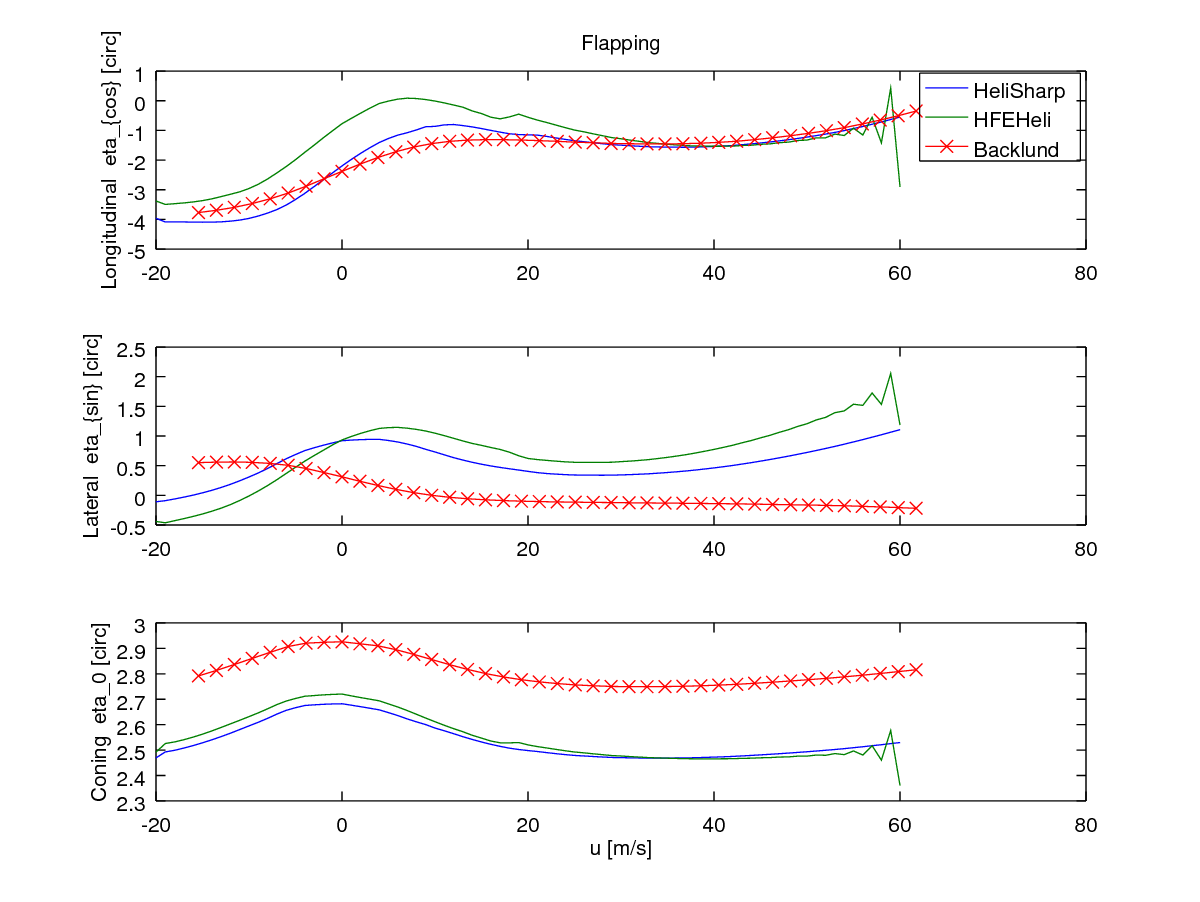 Flapping
Longitudinal eta_{cos} [circ]
1
0
-1
-2
-3
-4
-5
-20 0 20 40 60 80
HeliSharp
HFEHeli
Backlund
Lateral eta_{sin} [circ]
2.5
2
1.5
1
0.5
0
-0.5
-20 0 20 40 60 80
Coning eta_0 [circ]
3
2.9
2.8
2.7
2.6
2.5
2.4
2.3
-20 0 20 40 60 80
u [m/s]